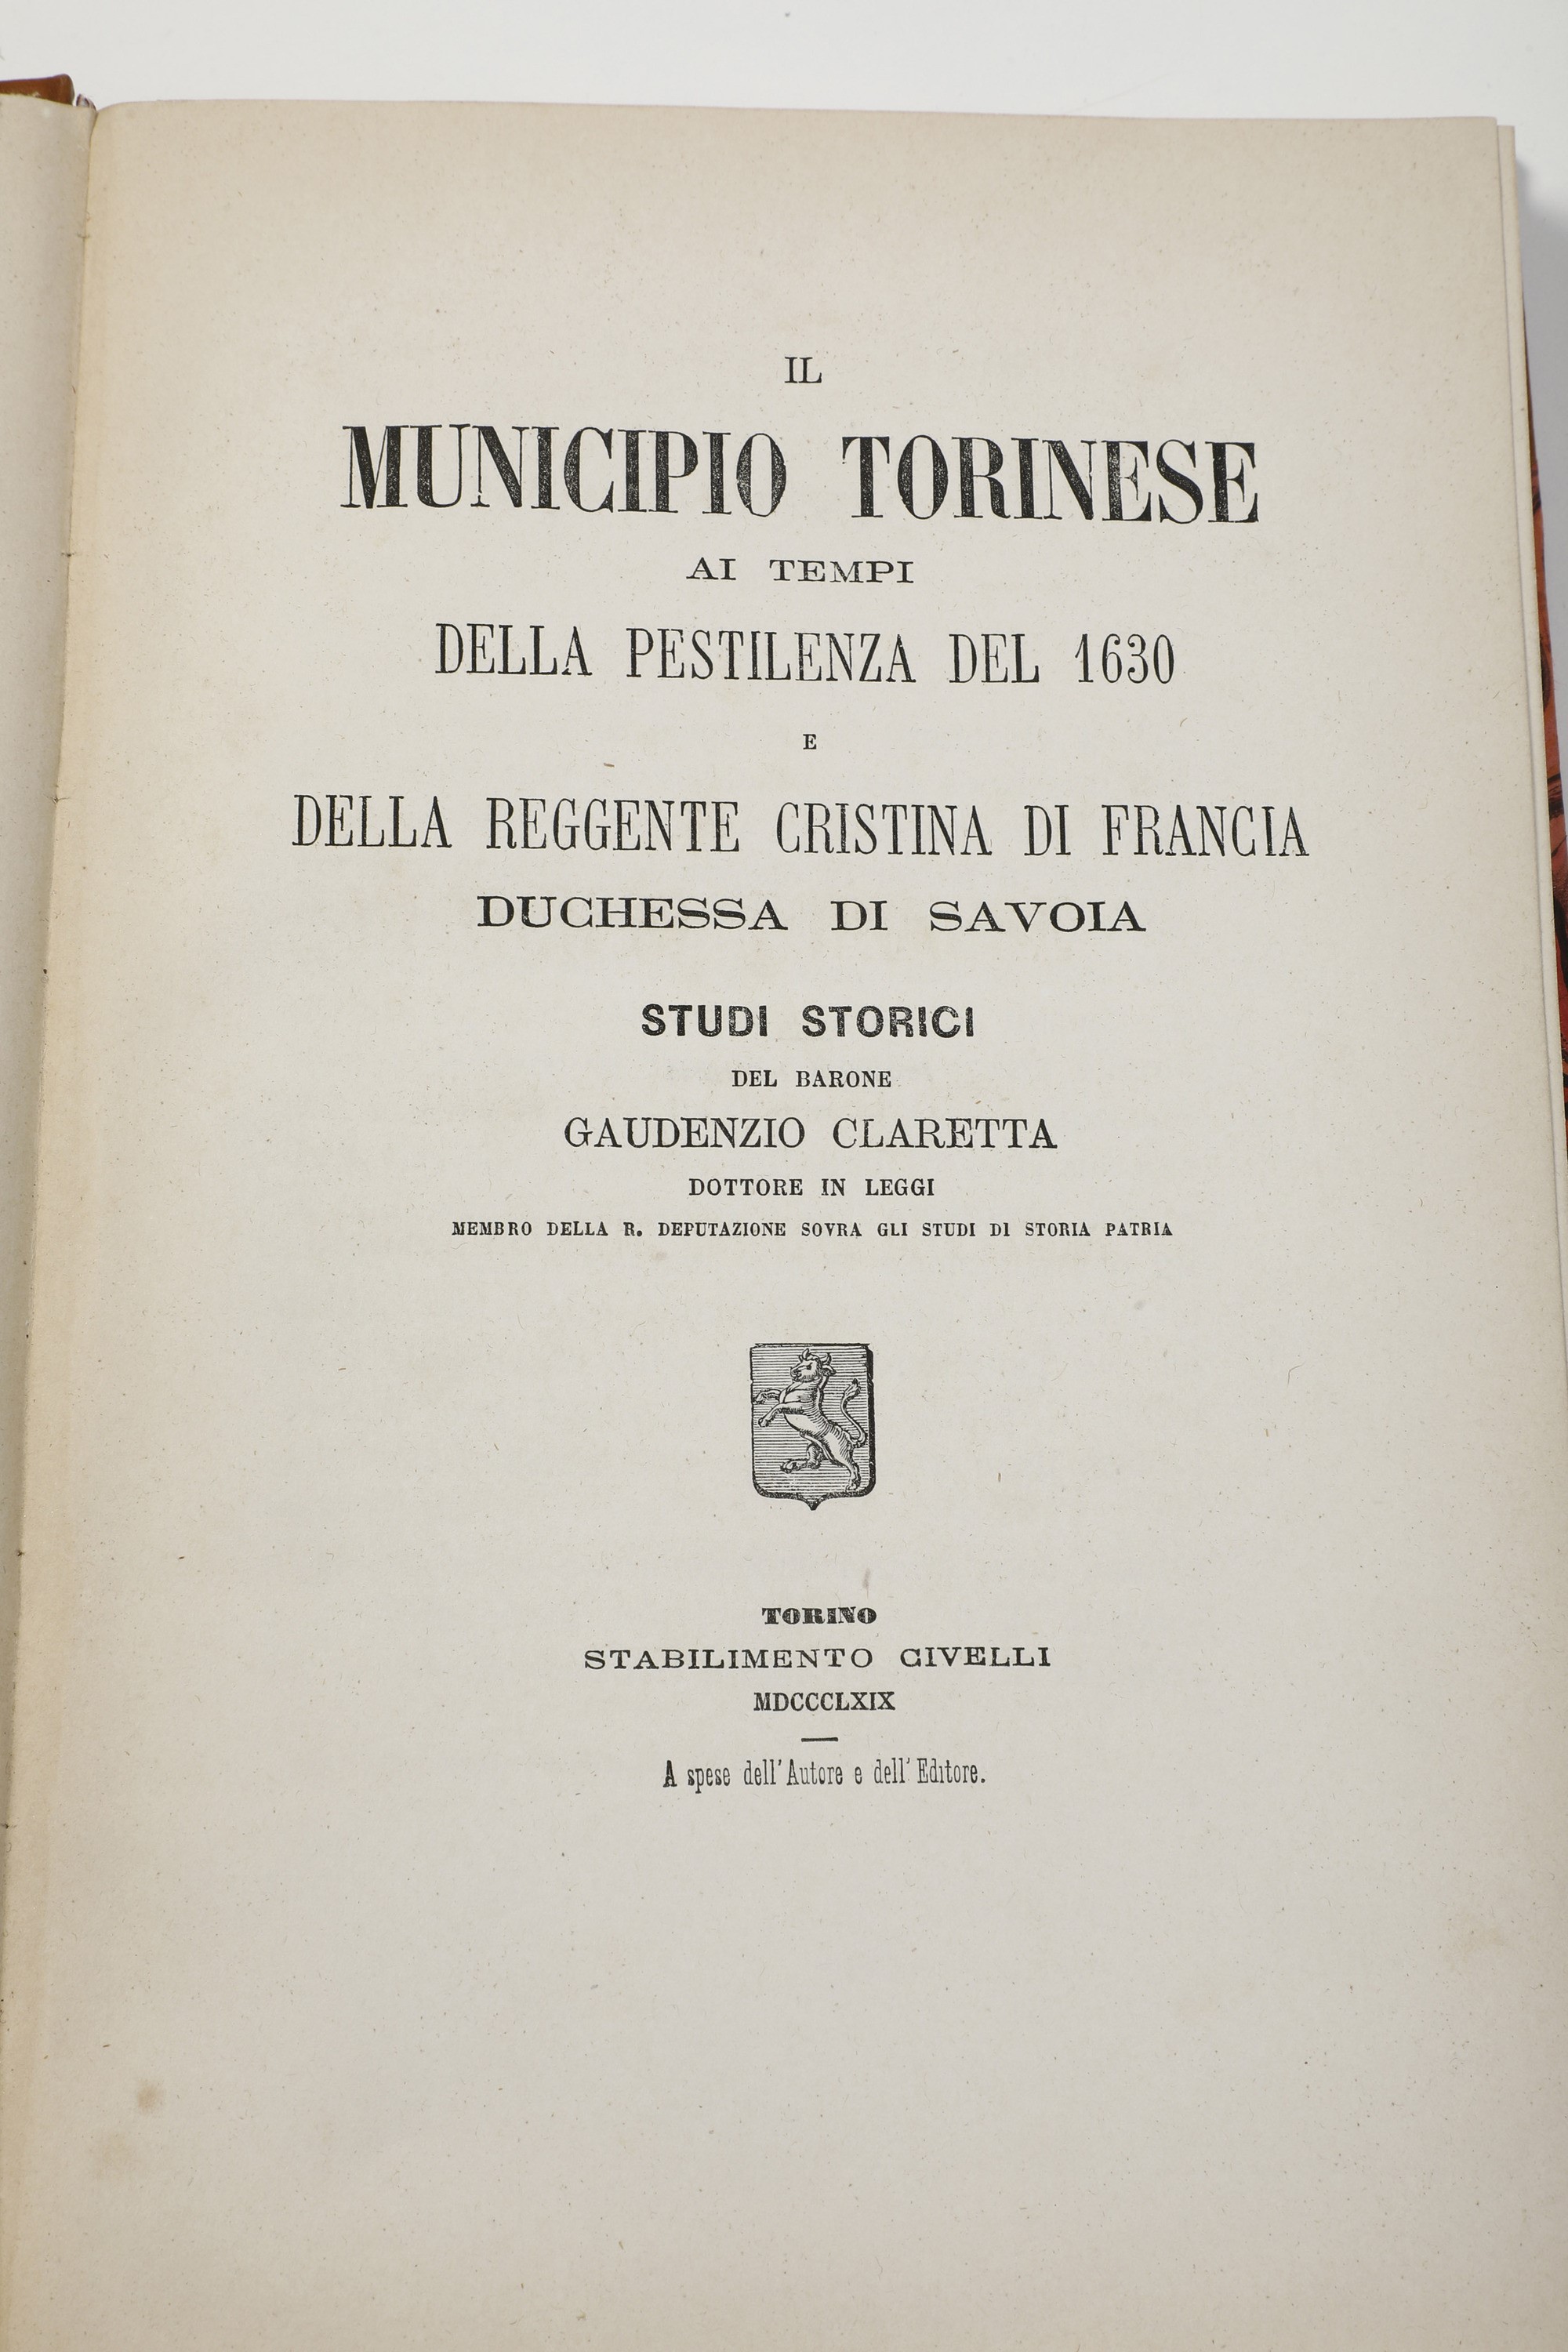 IL
MUNICIPIO TORINESE
AI TEMPI
DELLA PESTILENZA DEL 1630
E
DELLA REGGENTE CRISTINA DI FRANCIA
DUCHESSA DI SAVOIA
STUDI STORICI
DEL BARONE
GAUDENZIO CLARETTA
DOTTORE IN LEGGI
MEMBRO DELLA R. DEPUTAZIONE SOVRA GLI STUDI DI STORIA PATRIA
TORINO
STABILIMENTO CIVELLI
MDCCCLXIX
A spese dell'Autore e dell'Editore.